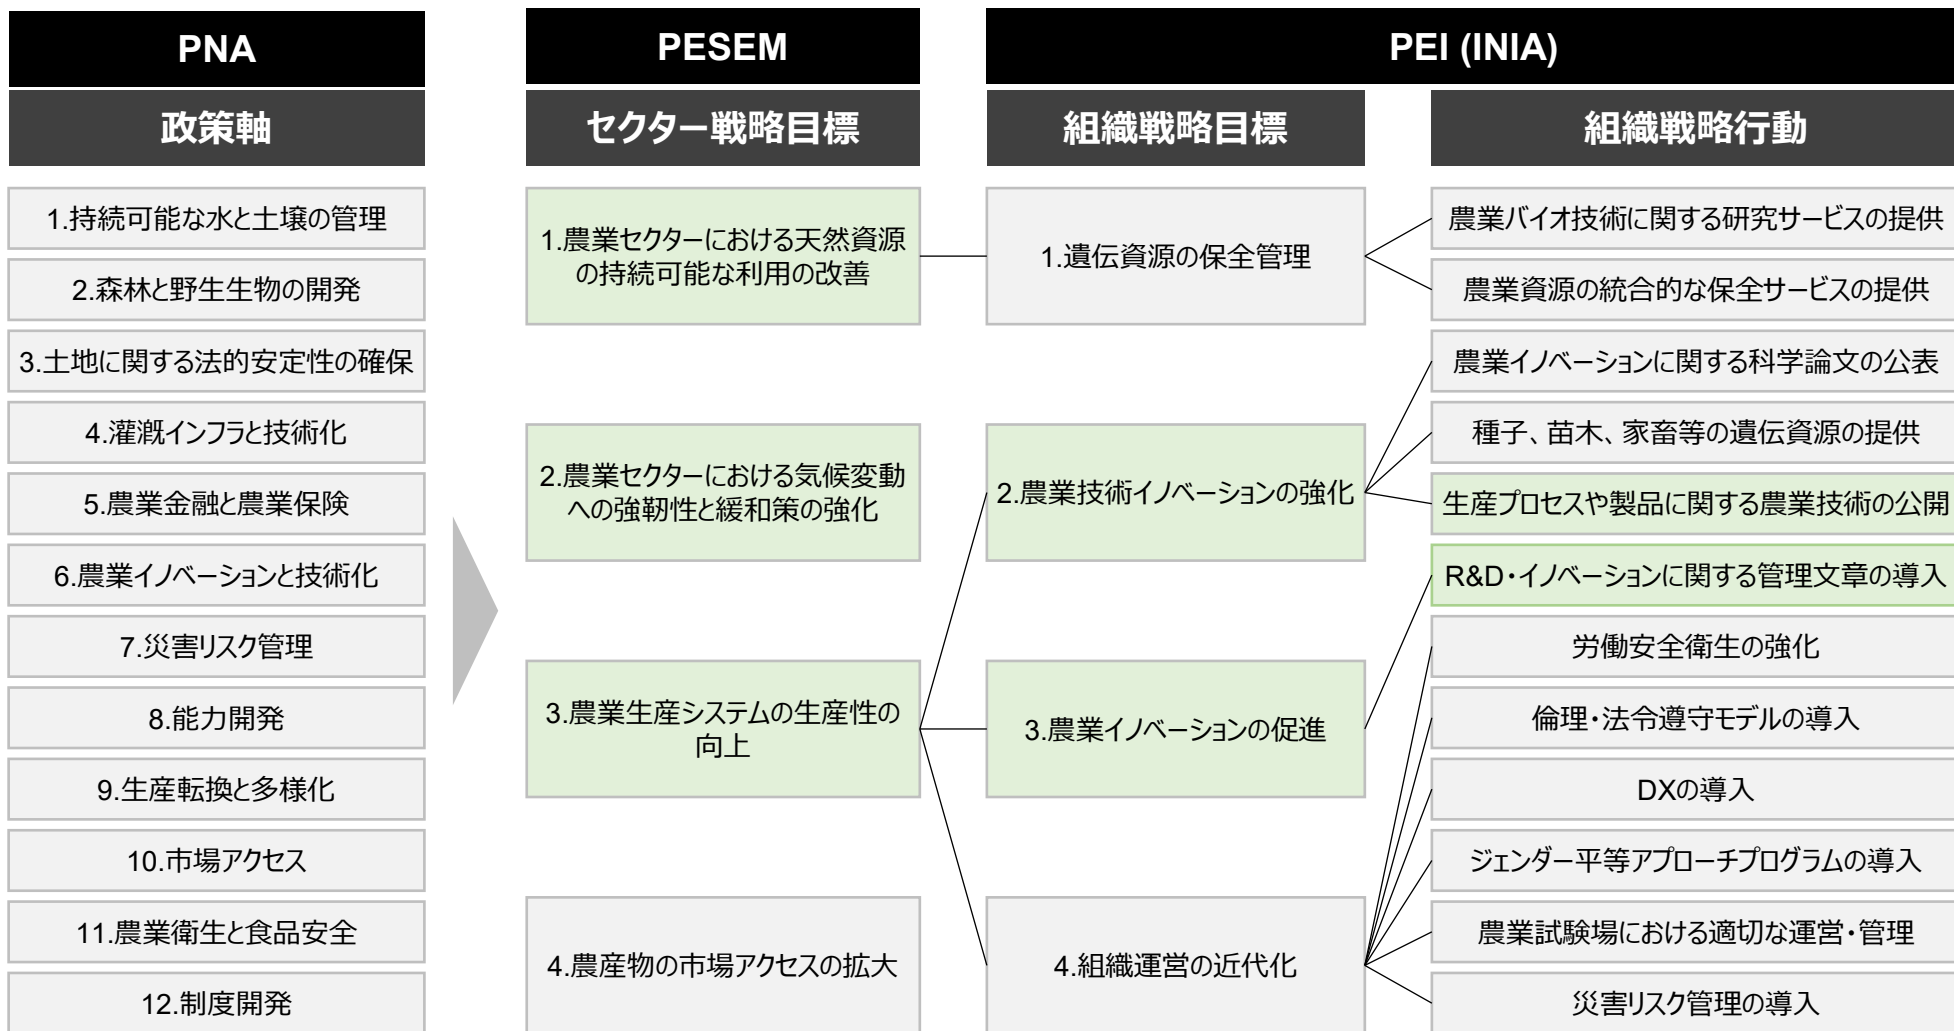 PNA
PESEM
PEI (INIA)
政策軸
セクター戦略目標
組織戦略目標
組織戦略行動
1.持続可能な水と土壌の管理
2.森林と野生生物の開発
3.土地に関する法的安定性の確保
4.灌漑インフラと技術化
5.農業金融と農業保険
6.農業イノベーションと技術化
7.災害リスク管理
8.能力開発
9.生産転換と多様化
10.市場アクセス
11.農業衛生と食品安全
12.制度開発
1.農業セクターにおける天然資源
の持続可能な利用の改善
2.農業セクターにおける気候変動
への強靭性と緩和策の強化
3.農業生産システムの生産性の
向上
4.農産物の市場アクセスの拡大
1.遺伝資源の保全管理
2.農業技術イノベーションの強化
3.農業イノベーションの促進
4.組織運営の近代化
農業バイオ技術に関する研究サービスの提供
農業資源の統合的な保全サービスの提供
農業イノベーションに関する科学論文の公表
種子、苗木、家畜等の遺伝資源の提供
生産プロセスや製品に関する農業技術の公開
R&D・イノベーションに関する管理文章の導入
労働安全衛生の強化
倫理・法令遵守モデルの導入
DXの導入
ジェンダー平等アプローチプログラムの導入
農業試験場における適切な運営・管理
災害リスク管理の導入